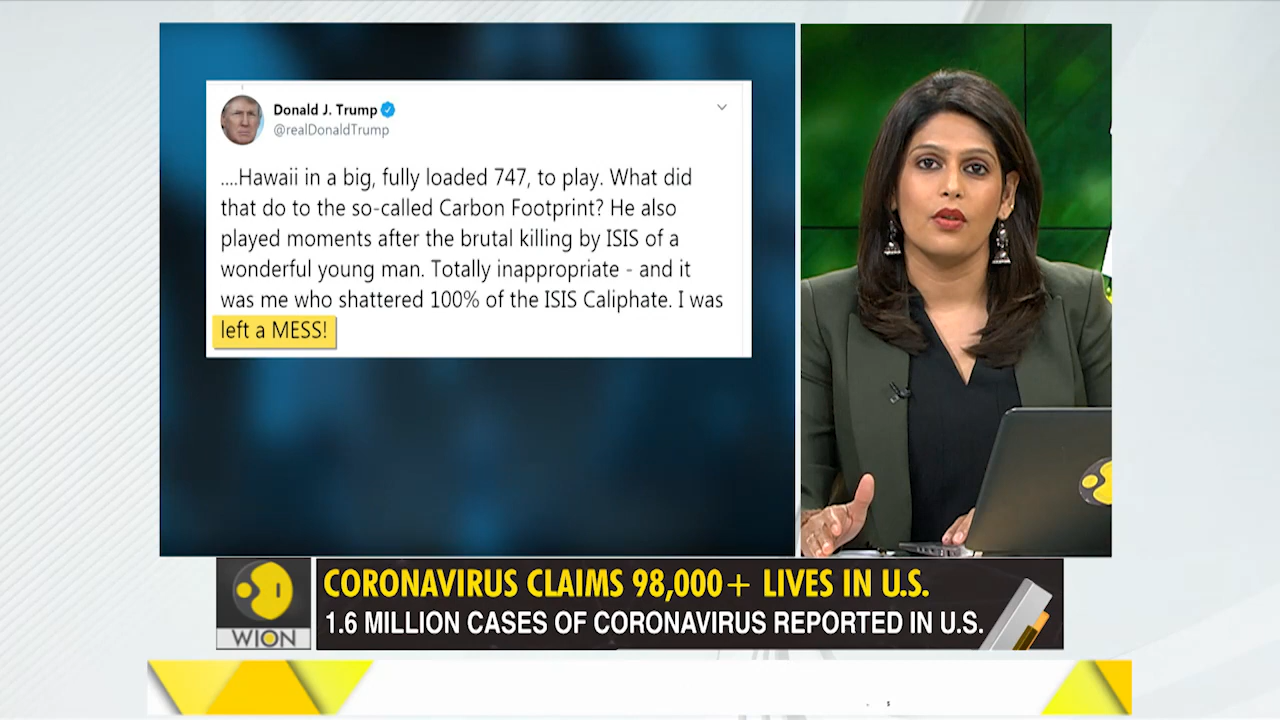 Donald J. Trump
@realDonaldTrump
....Hawaii in a big, fully loaded 747, to play. What did
that do to the so-called Carbon Footprint? He also
played moments after the brutal killing by ISIS of a
wonderful young man. Totally inappropriate - and it
was me who shattered 100% of the ISIS Caliphate. I was
left a MESS!
CORONAVIRUS CLAIMS 98,000+ LIVES IN U.S.
1.6 MILLION CASES OF CORONAVIRUS REPORTED IN U.S.
WION